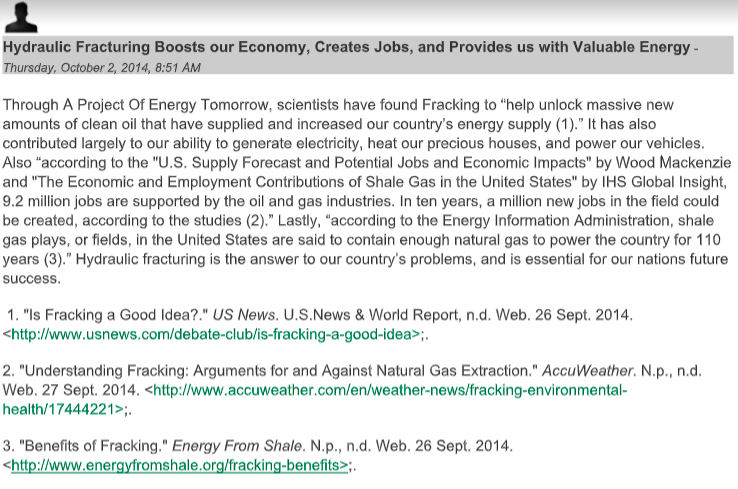 Hydraulic Fracturing Boosts our Economy, Creates Jobs, and Provides us with Valuable Energy -
Thursday, October 2, 2014, 8:51 AM
Through A Project Of Energy Tomorrow, scientists have found Fracking to “help unlock massive new
amounts of clean oil that have supplied and increased our country’s energy supply (1).” It has also
contributed largely to our ability to generate electricity, heat our precious houses, and power our vehicles.
Also “according to the "U.S. Supply Forecast and Potential Jobs and Economic Impacts" by Wood Mackenzie
and "The Economic and Employment Contributions of Shale Gas in the United States" by IHS Global Insight,
9.2 million jobs are supported by the oil and gas industries. In ten years, a million new jobs in the field could
be created, according to the studies (2).” Lastly, “according to the Energy Information Administration, shale
gas plays, or fields, in the United States are said to contain enough natural gas to power the country for 110
years (3).” Hydraulic fracturing is the answer to our country’s problems, and is essential for our nations future
success.
1. "Is Fracking a Good Idea?." US News. U.S.News & World Report, n.d. Web. 26 Sept. 2014.
<http://www.usnews.com/debate-club/is-fracking-a-good-idea>;.
2. "Understanding Fracking: Arguments for and Against Natural Gas Extraction." AccuWeather. N.p., n.d.
Web. 27 Sept. 2014. <http://www.accuweather.com/en/weather-news/fracking-environmental-
health/17444221>;.
3. "Benefits of Fracking." Energy From Shale. N.p., n.d. Web. 26 Sept. 2014.
<http://www.energyfromshale.org/fracking-benefits>;.